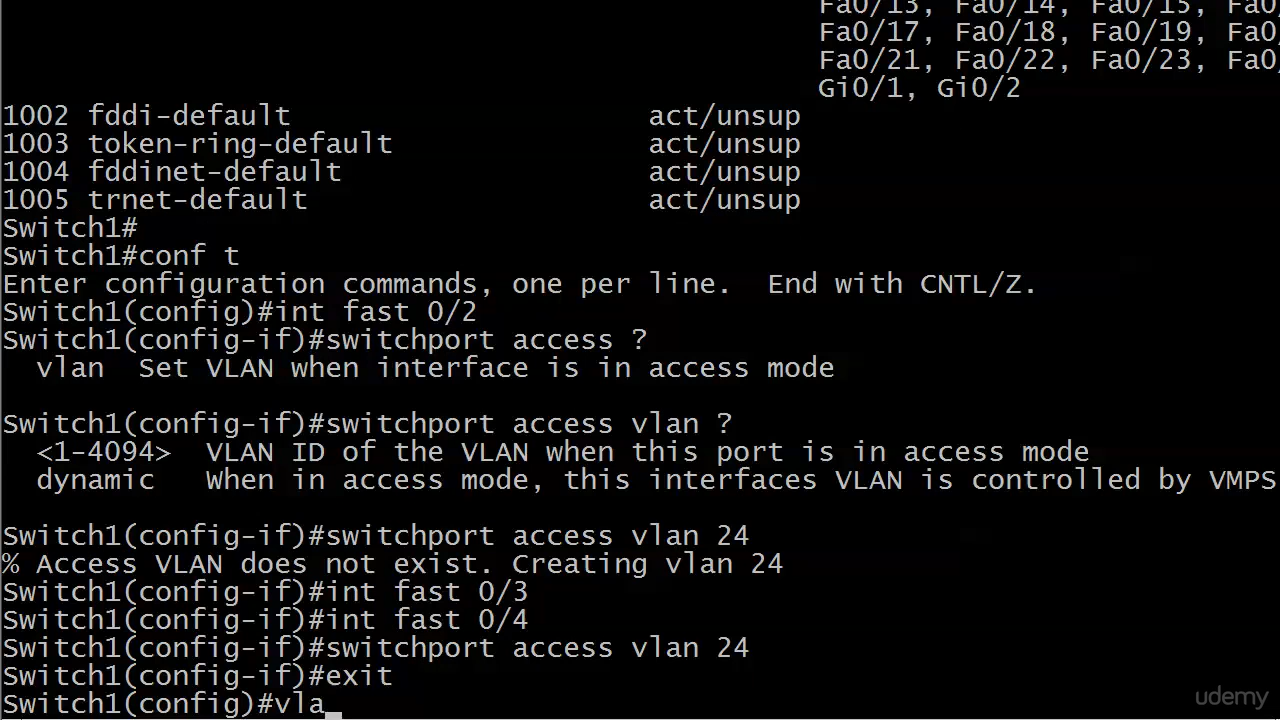 Fa0/13, Fa0/14, Fa0/15, Fa0
Fa0/17, Fa0/18, Fa0/19, Fa0
Fa0/21, Fa0/22, Fa0/23, Fa0
Gi0/1, Gi0/2
1002 fddi-default act/unsup
1003 token-ring-default act/unsup
1004 fddinet-default act/unsup
1005 trnet-default act/unsup
Switch1#
Switch1#conf t
Enter configuration commands, one per line.  End with CNTL/Z.
Switch1(config)#int fast 0/2
Switch1(config-if)#switchport access ?
vlan  Set VLAN when interface is in access mode
Switch1(config-if)#switchport access vlan ?
<1-4094>  VLAN ID of the VLAN when this port is in access mode
dynamic   When in access mode, this interfaces VLAN is controlled by VMPS
Switch1(config-if)#switchport access vlan 24
% Access VLAN does not exist. Creating vlan 24
Switch1(config-if)#int fast 0/3
Switch1(config-if)#int fast 0/4
Switch1(config-if)#switchport access vlan 24
Switch1(config-if)#exit
Switch1(config)#vla
udemy